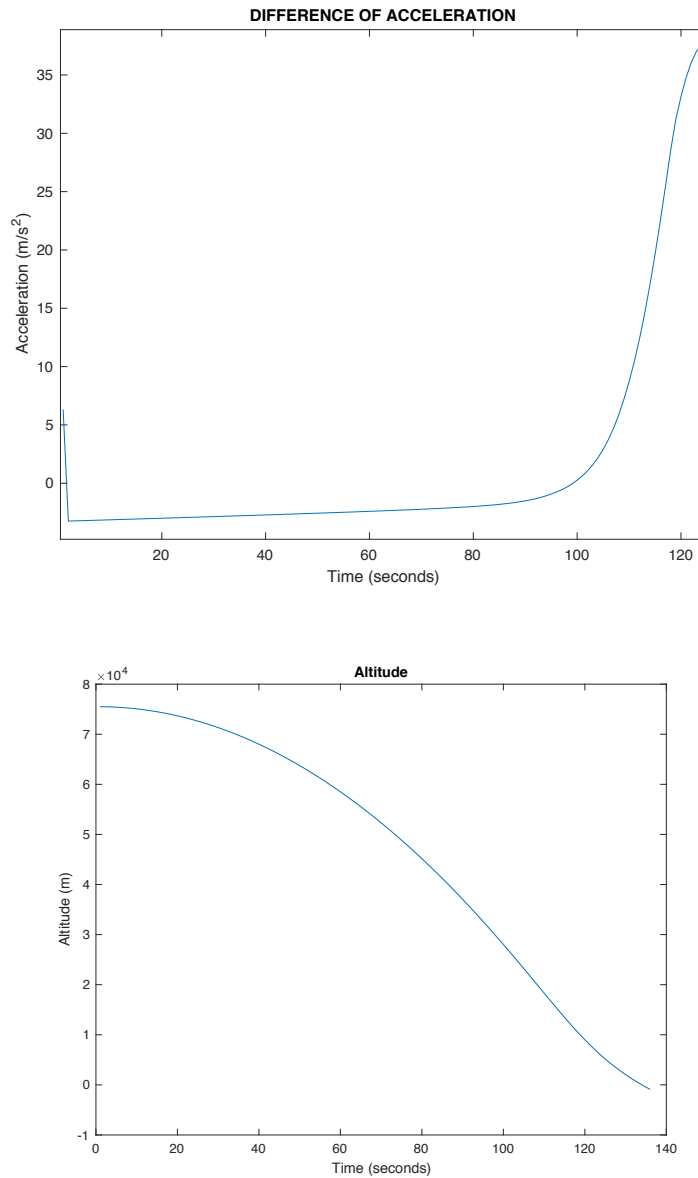 DIFFERENCE OF ACCELERATION
35
30
25
20
15
10
5
0
Acceleration (m/s²)
20 40 60 80 100 120
Time (seconds)
×10⁴
Altitude
8
7
6
5
4
3
2
1
0
-1
Altitude (m)
0 20 40 60 80 100 120 140
Time (seconds)